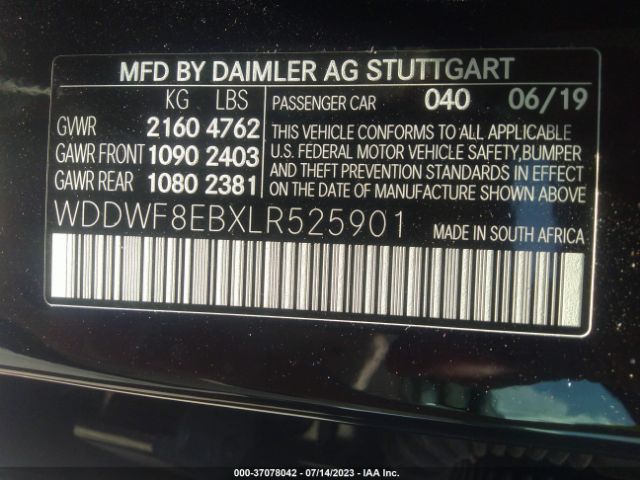 MFD BY DAIMLER AG STUTTGART
KG LBS
PASSENGER CAR 040 06/19
GVWR 2160 4762
GAWR FRONT 1090 2403
GAWR REAR 1080 2381
THIS VEHICLE CONFORMS TO ALL APPLICABLE
U.S. FEDERAL MOTOR VEHICLE SAFETY, BUMPER
AND THEFT PREVENTION STANDARDS IN EFFECT
ON THE DATE OF MANUFACTURE SHOWN ABOVE.
WDDWF8EBXLR525901
MADE IN SOUTH AFRICA
000-37078042 - 07/14/2023 - IAAI.COM